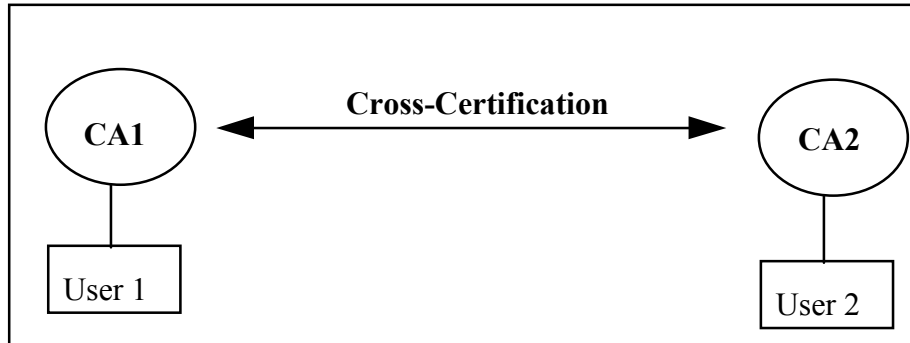 Cross-Certification
CA1
CA2
User 1
User 2